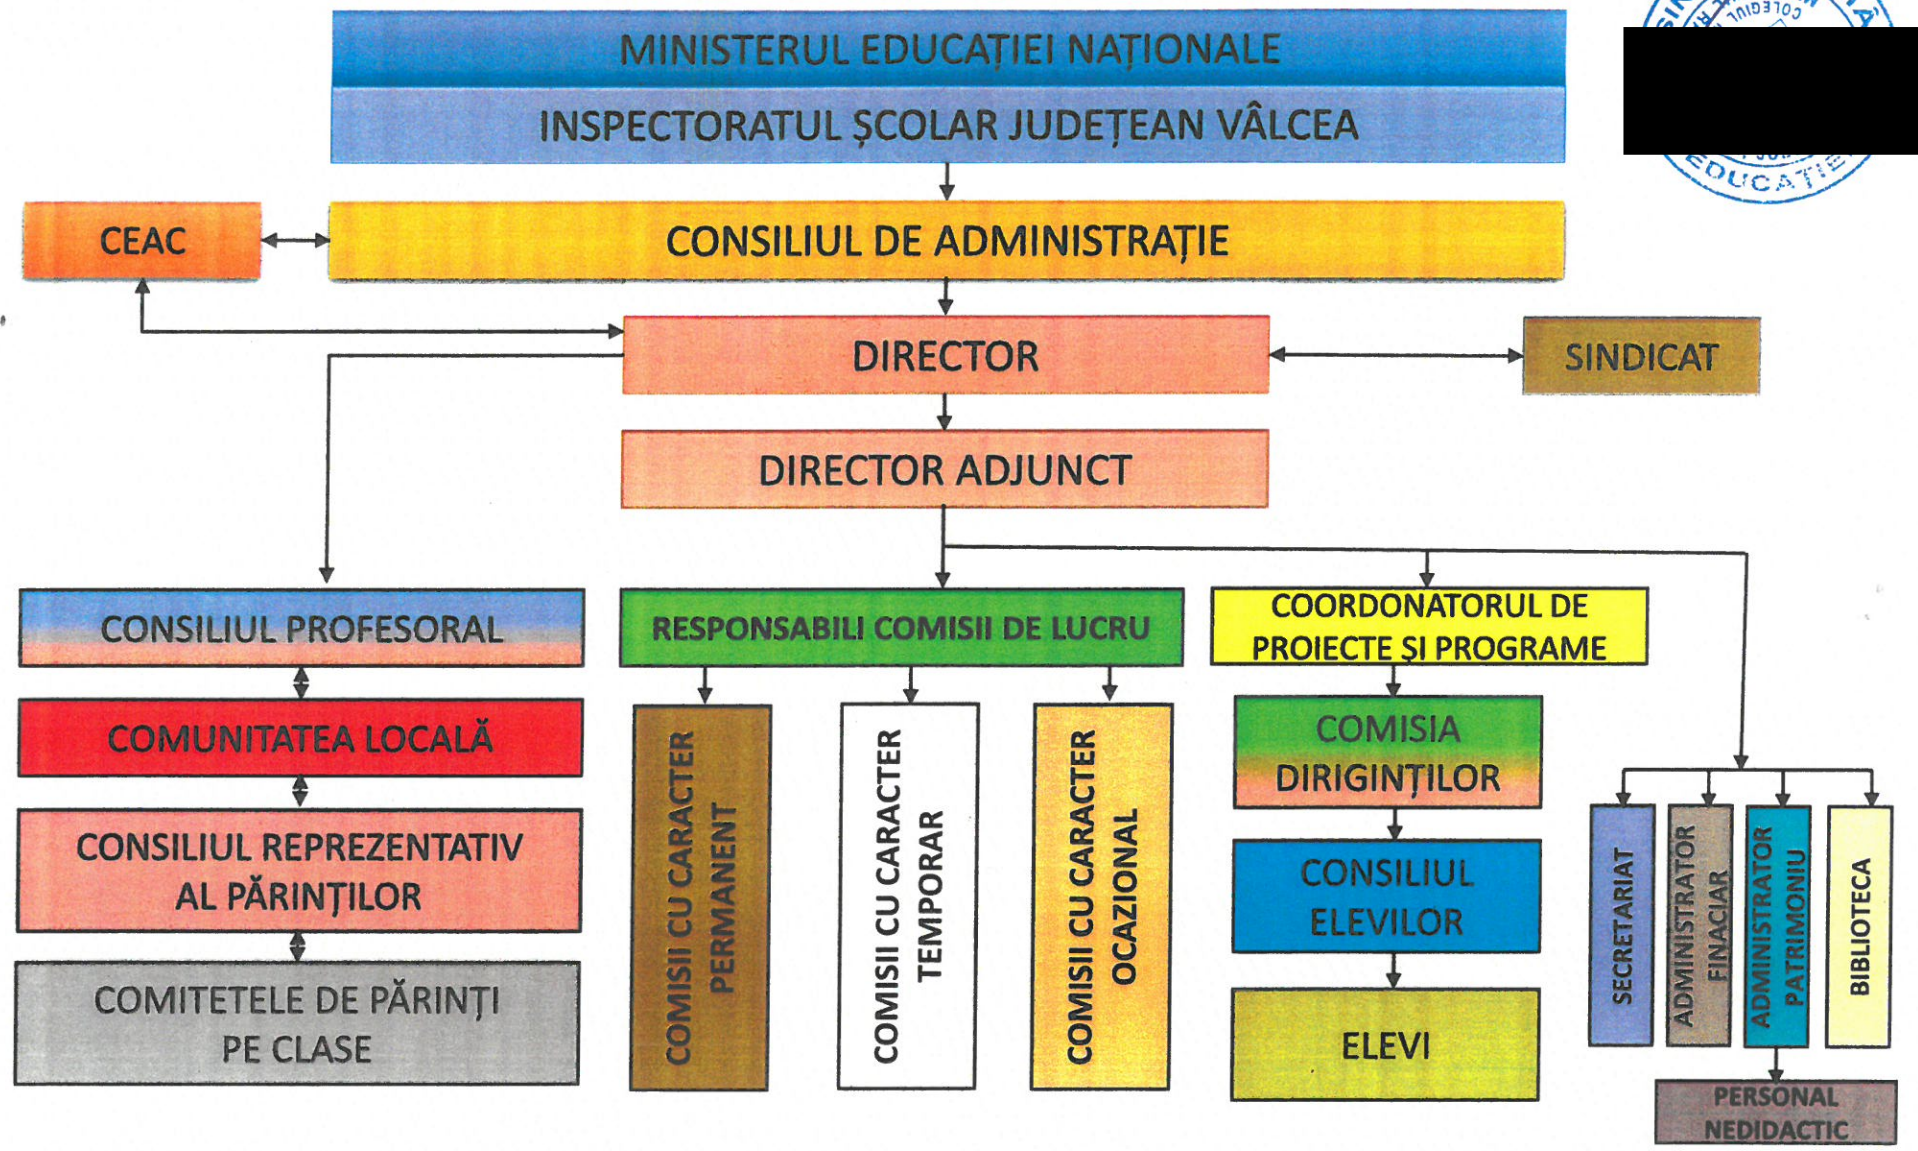 MINISTERUL EDUCAȚIEI NAȚIONALE
INSPECTORATUL ȘCOLAR JUDEȚEAN VÂLCEA
COLEGIUL
EDUCAȚIEI
CEAC
CONSILIUL DE ADMINISTRAȚIE
DIRECTOR
SINDICAT
DIRECTOR ADJUNCT
CONSILIUL PROFESORAL
RESPONSABILI COMISII DE LUCRU
COORDONATORUL DE
PROIECTE ȘI PROGRAME
COMUNITATEA LOCALĂ
CONSILIUL REPREZENTATIV
AL PĂRINȚILOR
COMITETELE DE PĂRINȚI
PE CLASE
COMISII CU CARACTER
PERMANENT
COMISII CU CARACTER
TEMPORAR
COMISII CU CARACTER
OCAZIONAL
COMISIA
DIRIGINȚILOR
CONSILIUL
ELEVILOR
ELEVI
SECRETARIAT
ADMINISTRATOR
FINACIAR
ADMINISTRATOR
PATRIMONIU
BIBLIOTECA
PERSONAL
NEDIDACTIC